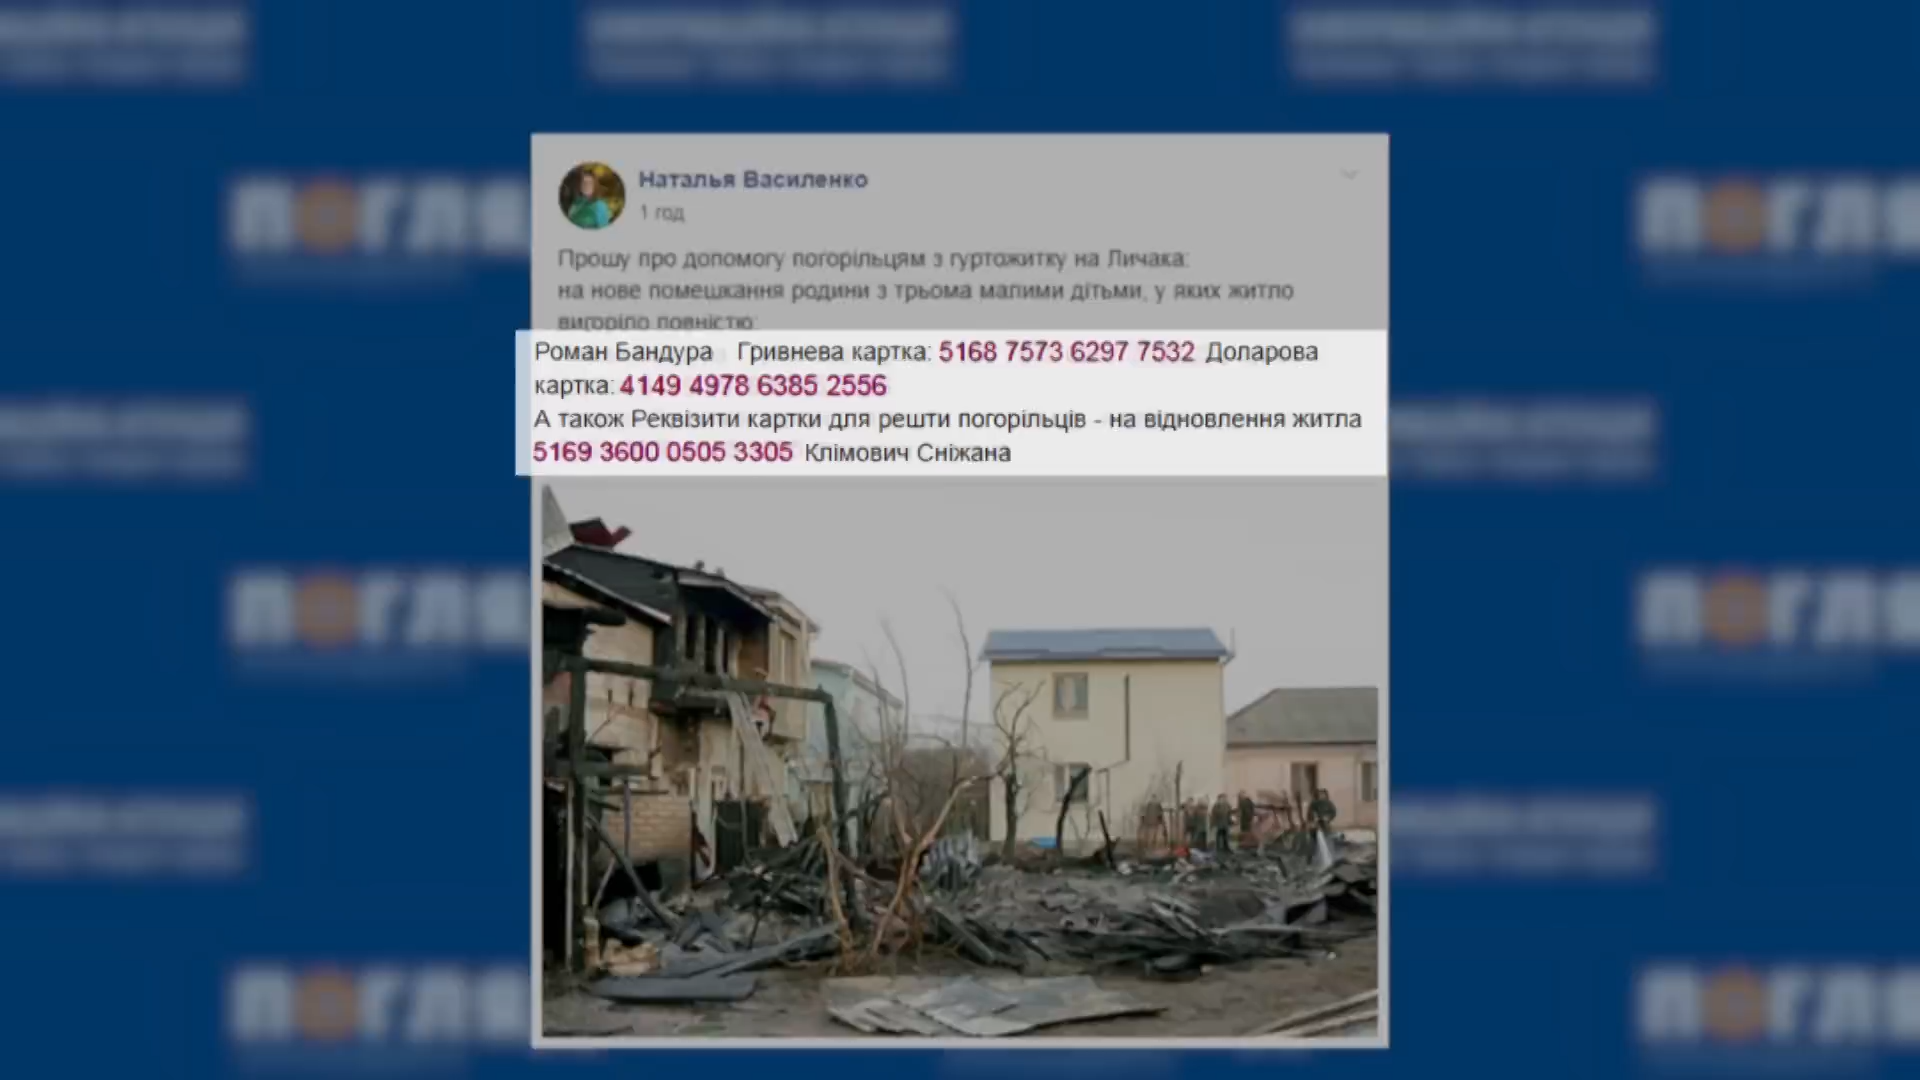 Наталья Василенко
1 год
Прошу про допомогу погорільцям з гуртожитку на Личака:
на нове помешкання родини з трьома малими дітьми, у яких житло
вигоріло повністю:
Роман Бандура Гривнева картка: 5168 7573 6297 7532 Доларова
картка: 4149 4978 6385 2556
А також Реквізити картки для решти погорільців - на відновлення житла
5169 3600 0505 3305 Клімович Сніжана